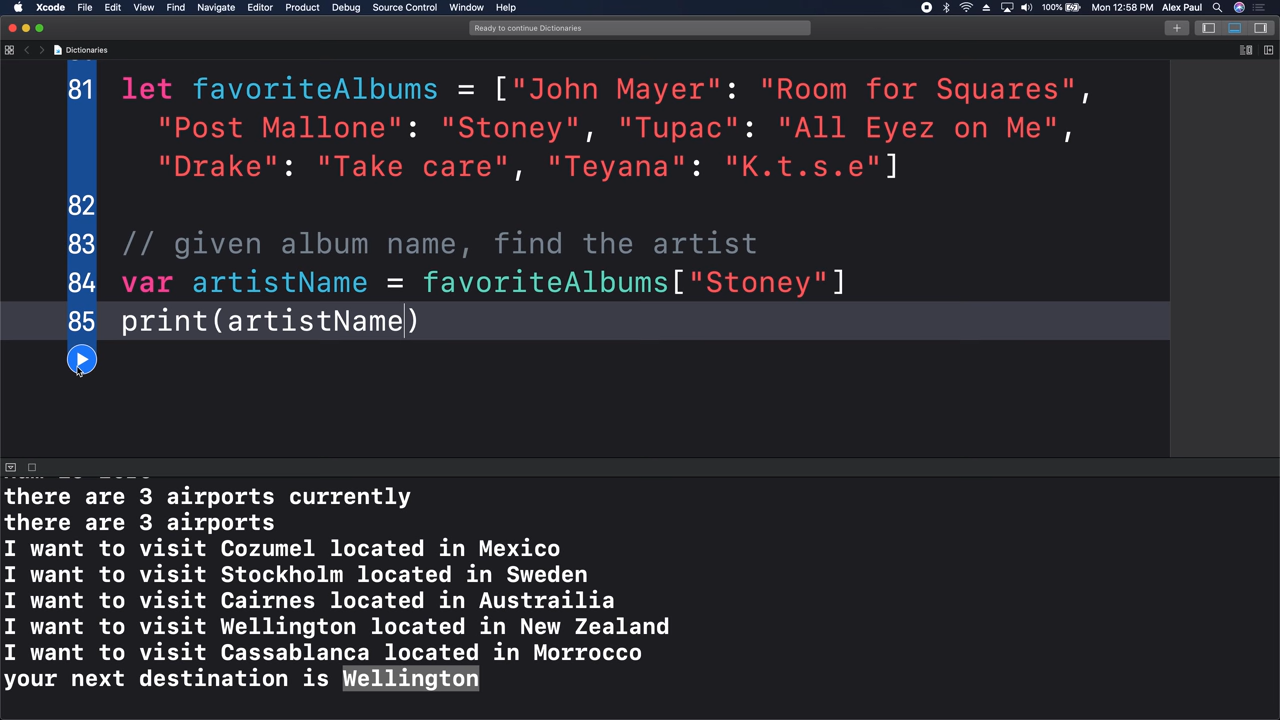 Xcode File Edit View Find Navigate Editor Product Debug Source Control Window Help 100% Mon 12:58 PM Alex Paul
Ready to continue Dictionaries
Dictionaries
81 let favoriteAlbums = ["John Mayer": "Room for Squares",
"Post Mallone": "Stoney", "Tupac": "All Eyez on Me",
"Drake": "Take care", "Teyana": "K.t.s.e"]
82
83 // given album name, find the artist
84 var artistName = favoriteAlbums["Stoney"]
85 print(artistName)
there are 3 airports currently
there are 3 airports
I want to visit Cozumel located in Mexico
I want to visit Stockholm located in Sweden
I want to visit Cairnes located in Austrailia
I want to visit Wellington located in New Zealand
I want to visit Cassablanca located in Morrocco
your next destination is Wellington